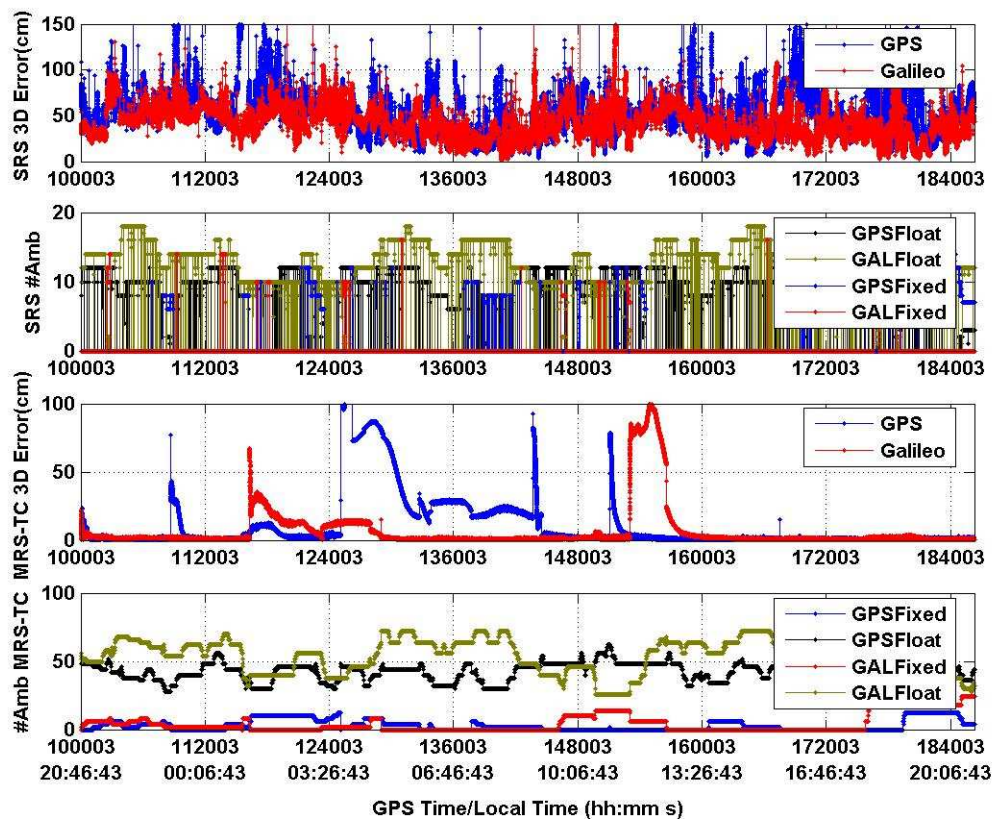 SRS 3D Error(cm)
150
100
50
0
GPS
Galileo
100003 112003 124003 136003 148003 160003 172003 184003
SRS #Amb
20
10
0
GPSFloat
GALFloat
GPSFixed
GALFixed
100003 112003 124003 136003 148003 160003 172003 184003
MRS-TC 3D Error(cm)
100
50
0
GPS
Galileo
100003 112003 124003 136003 148003 160003 172003 184003
#Amb MRS-TC
100
50
0
GPSFixed
GPSFloat
GALFixed
GALFloat
100003 112003 124003 136003 148003 160003 172003 184003
20:46:43 00:06:43 03:26:43 06:46:43 10:06:43 13:26:43 16:46:43 20:06:43
GPS Time/Local Time (hh:mm s)